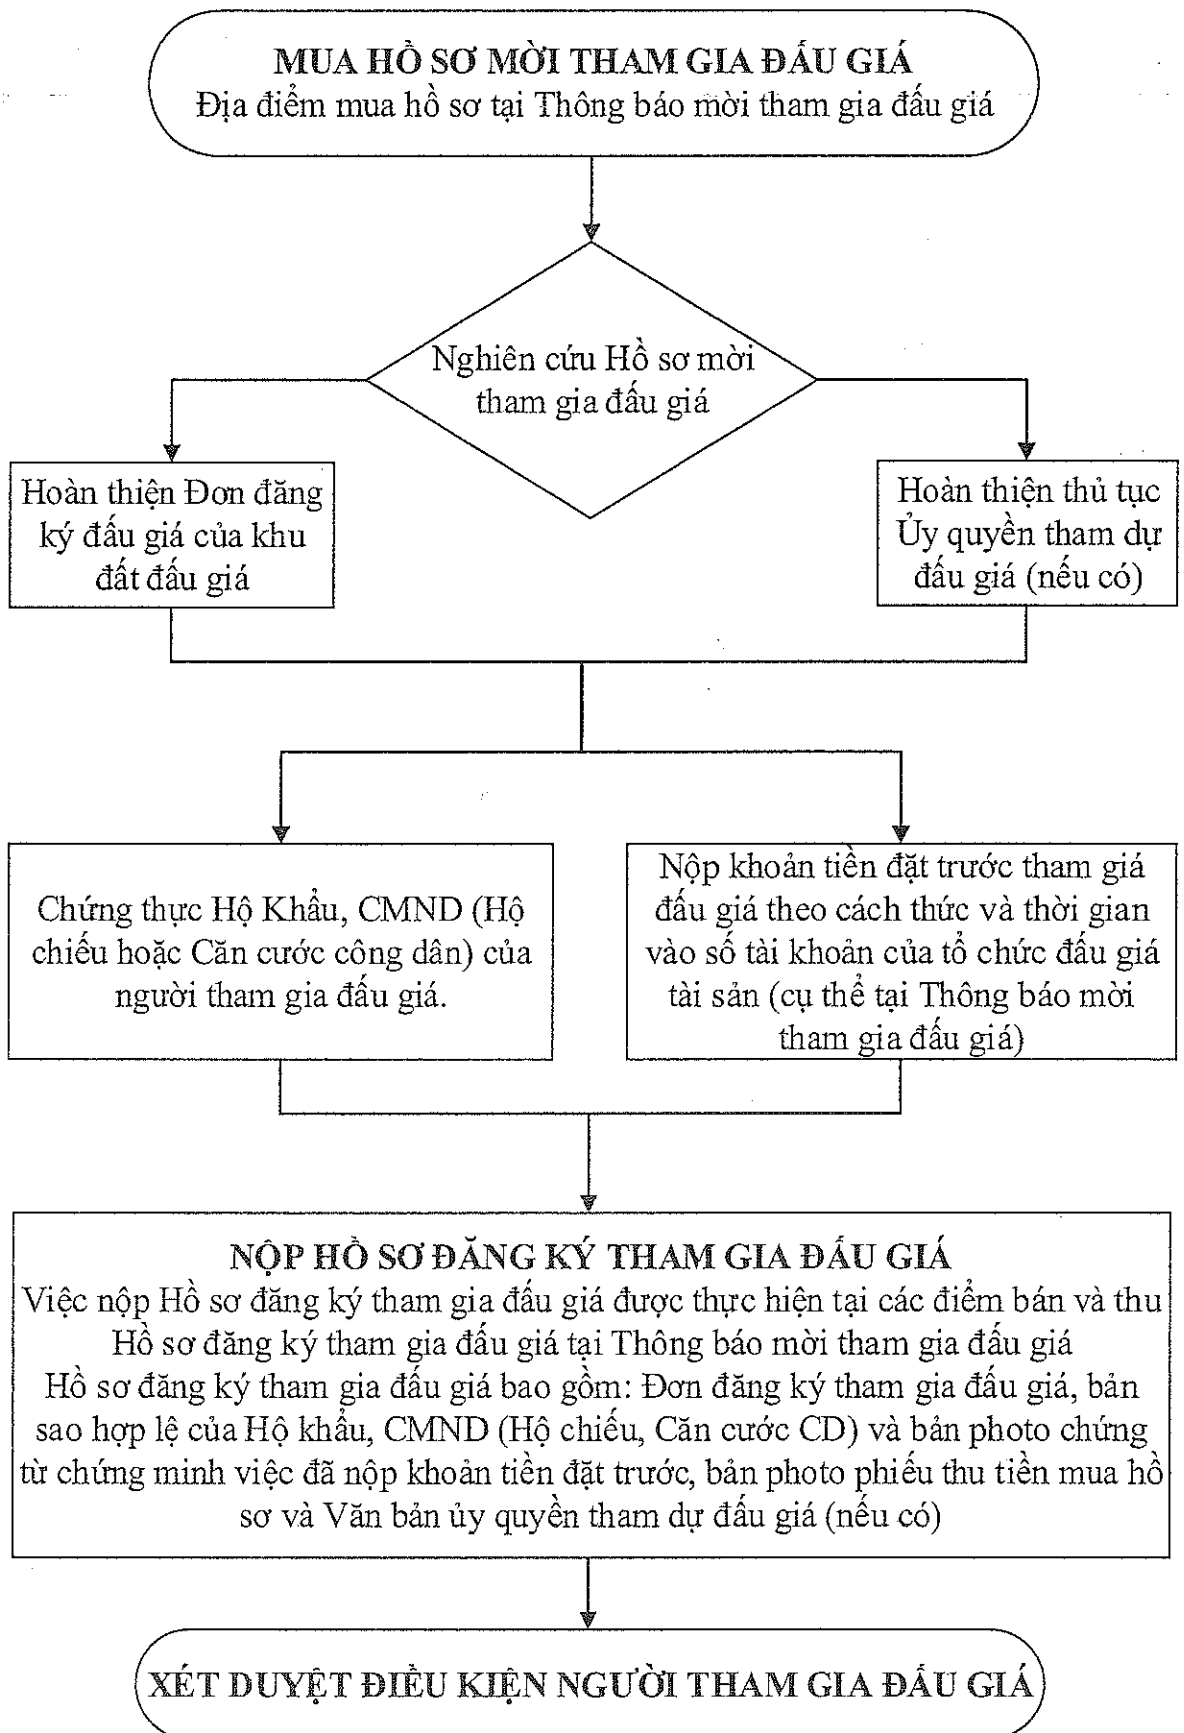 MUA HỒ SƠ MỜI THAM GIA ĐẤU GIÁ
Địa điểm mua hồ sơ tại Thông báo mời tham gia đấu giá
Nghiên cứu Hồ sơ mời
tham gia đấu giá
Hoàn thiện Đơn đăng
ký đấu giá của khu
đất đấu giá
Hoàn thiện thủ tục
Ủy quyền tham dự
đấu giá (nếu có)
Chứng thực Hộ Khẩu, CMND (Hộ
chiếu hoặc Căn cước công dân) của
người tham gia đấu giá.
Nộp khoản tiền đặt trước tham giá
đấu giá theo cách thức và thời gian
vào số tài khoản của tổ chức đấu giá
tài sản (cụ thể tại Thông báo mời
tham gia đấu giá)
NỘP HỒ SƠ ĐĂNG KÝ THAM GIA ĐẤU GIÁ
Việc nộp Hồ sơ đăng ký tham gia đấu giá được thực hiện tại các điểm bán và thu
Hồ sơ đăng ký tham gia đấu giá tại Thông báo mời tham gia đấu giá
Hồ sơ đăng ký tham gia đấu giá bao gồm: Đơn đăng ký tham gia đấu giá, bản
sao hợp lệ của Hộ khẩu, CMND (Hộ chiếu, Căn cước CD) và bản photo chứng
từ chứng minh việc đã nộp khoản tiền đặt trước, bản photo phiếu thu tiền mua hồ
sơ và Văn bản ủy quyền tham dự đấu giá (nếu có)
XÉT DUYỆT ĐIỀU KIỆN NGƯỜI THAM GIA ĐẤU GIÁ